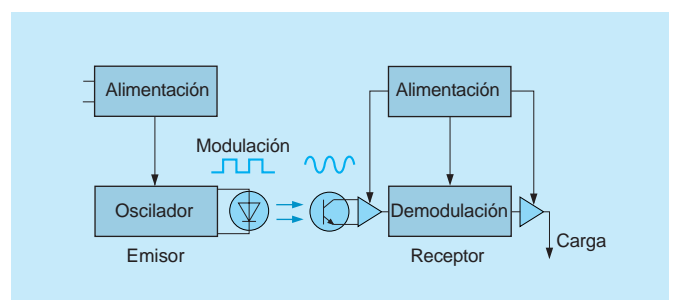 Alimentación
Alimentación
Modulación
Oscilador
Demodulación
Carga
Emisor
Receptor